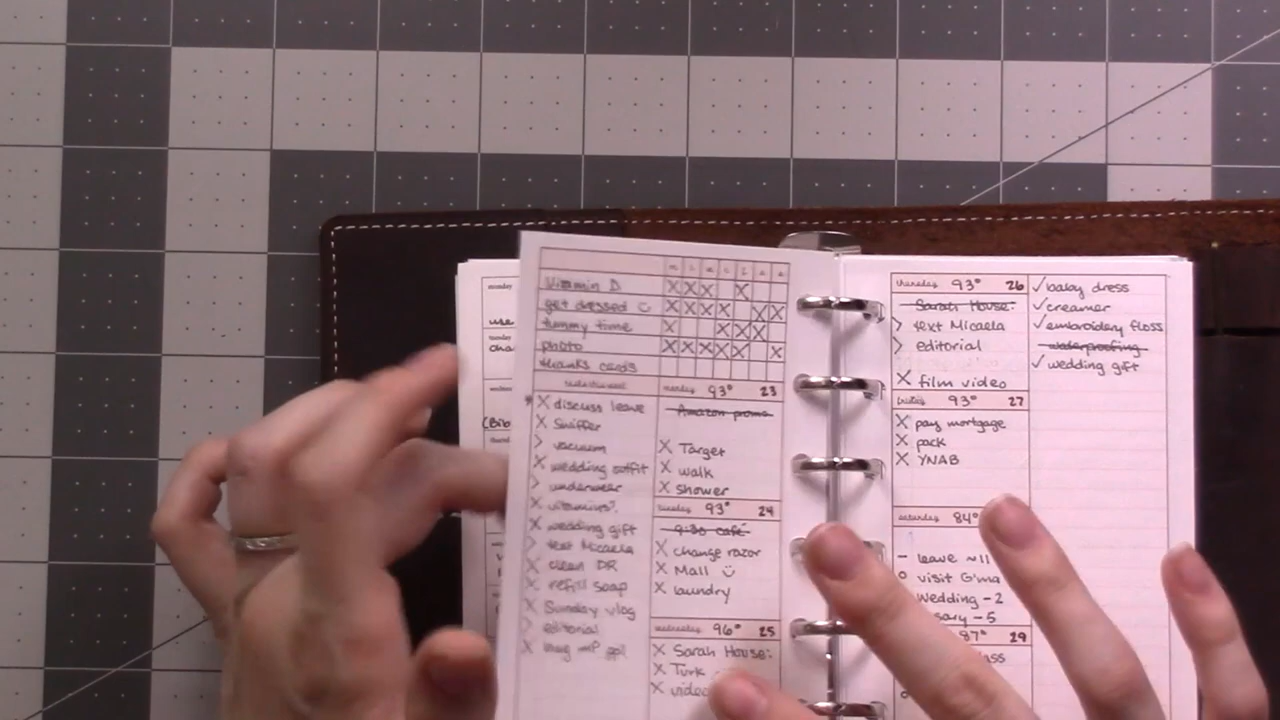 monday
m t w t f s s
vitamin D
get dressed
tummy time
photo
thanks cards
monday 93° 23
discuss leave
Amazon promo
Swiffer
vacuum
X Target
wedding outfit
X walk
underwear
X shower
vitamins?
tuesday 93° 24
wedding gift
9:30 café
text Micaela
X change razor
clean DR
X Mall
refill soap
X laundry
Sunday vlog
editorial
wednesday 96° 25
X Sarah House:
X Turk
X video
thursday 93° 26
Sarah House:
> text Micaela
> editorial
X film video
friday 93° 27
X pay mortgage
X pack
X YNAB
saturday 84°
- leave ~11
o visit G'ma
wedding - 2
87° 29
✓ baby dress
✓ creamer
✓ embroidery floss
waterproofing
✓ wedding gift